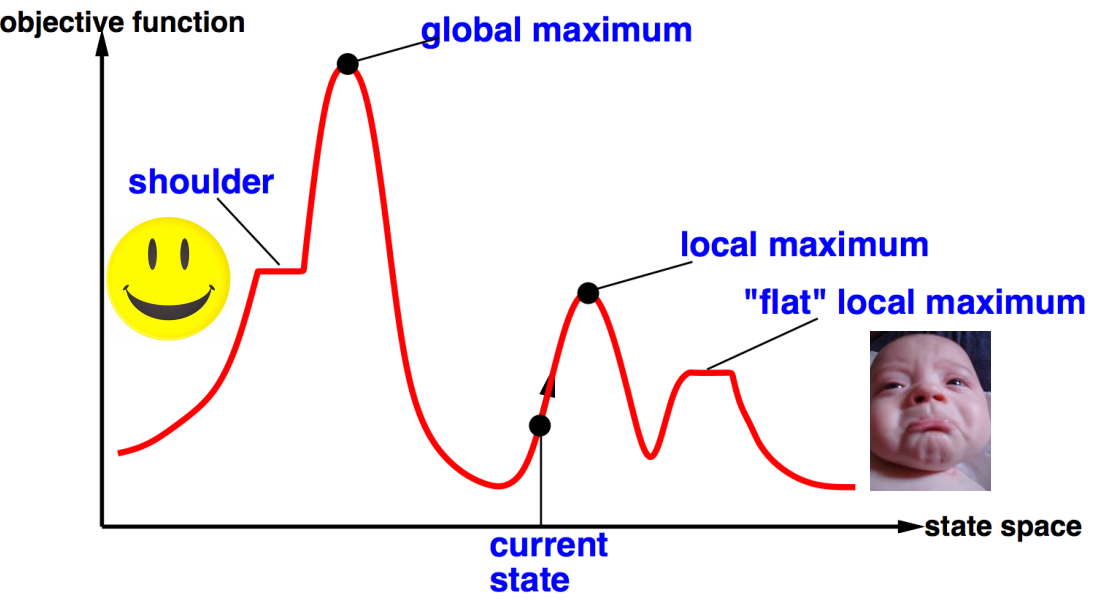 objective function
global maximum
shoulder
local maximum
"flat" local maximum
state space
current
state